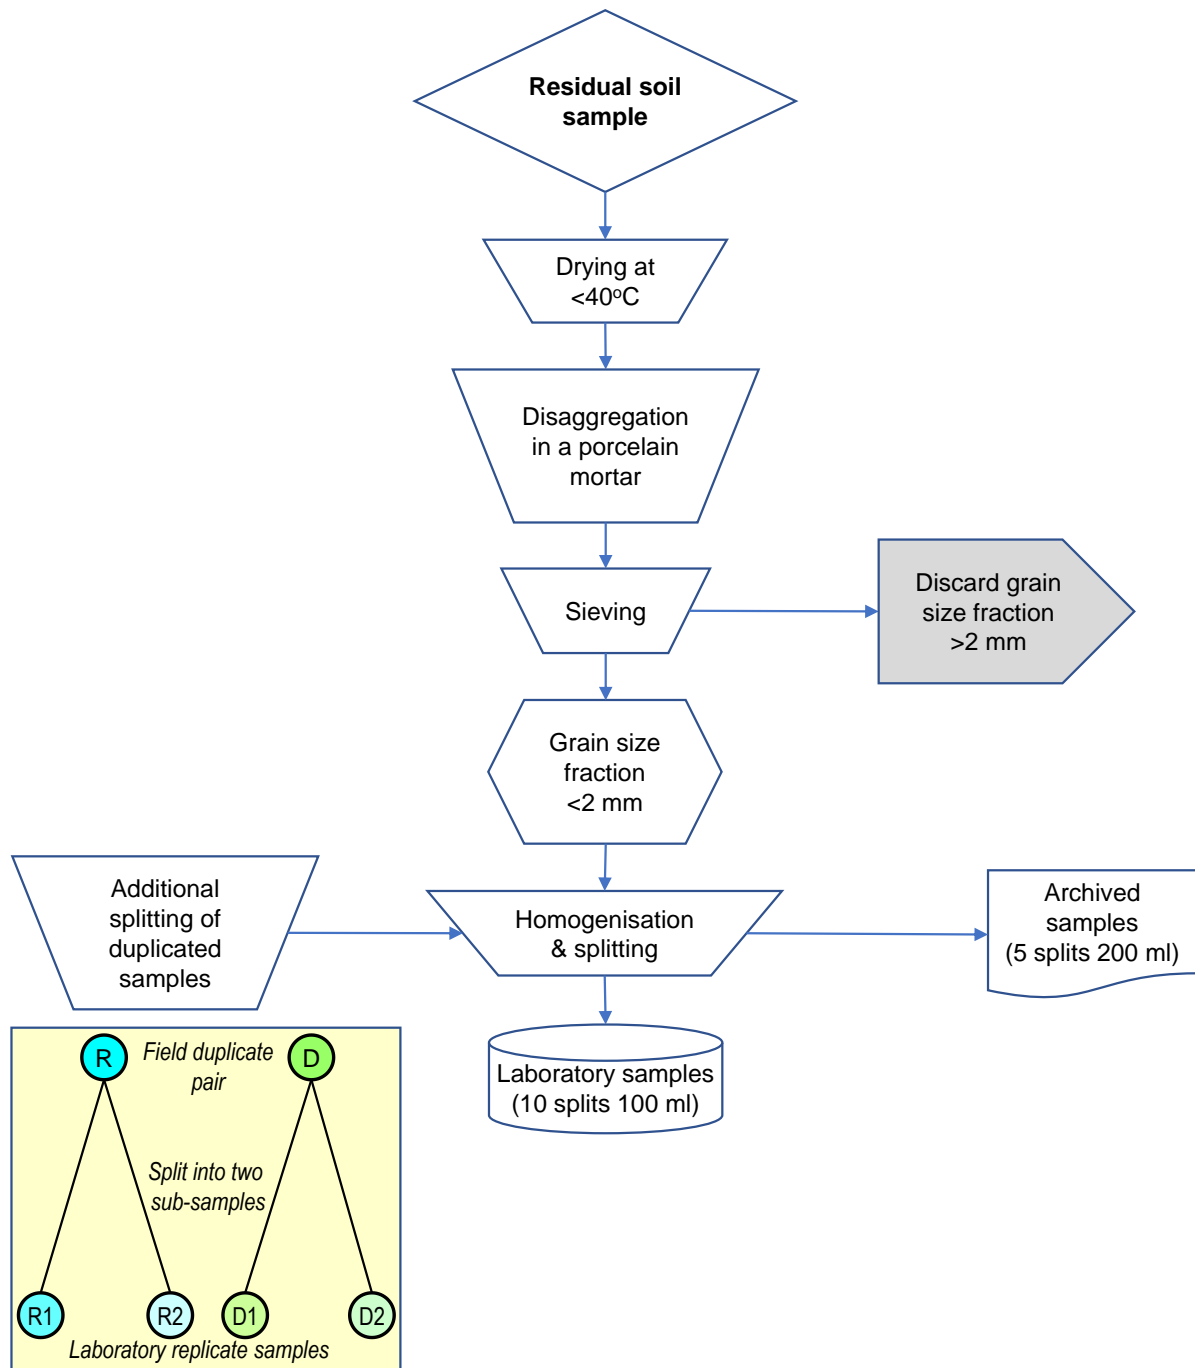 Residual soil
sample
Drying at
<40ºC
Disaggregation
in a porcelain
mortar
Sieving
Discard grain
size fraction
>2 mm
Grain size
fraction
<2 mm
Additional
splitting of
duplicated
samples
Homogenisation
& splitting
Archived
samples
(5 splits 200 ml)
Laboratory samples
(10 splits 100 ml)
R
Field duplicate
pair
D
Split into two
sub-samples
R1
R2
D1
D2
Laboratory replicate samples